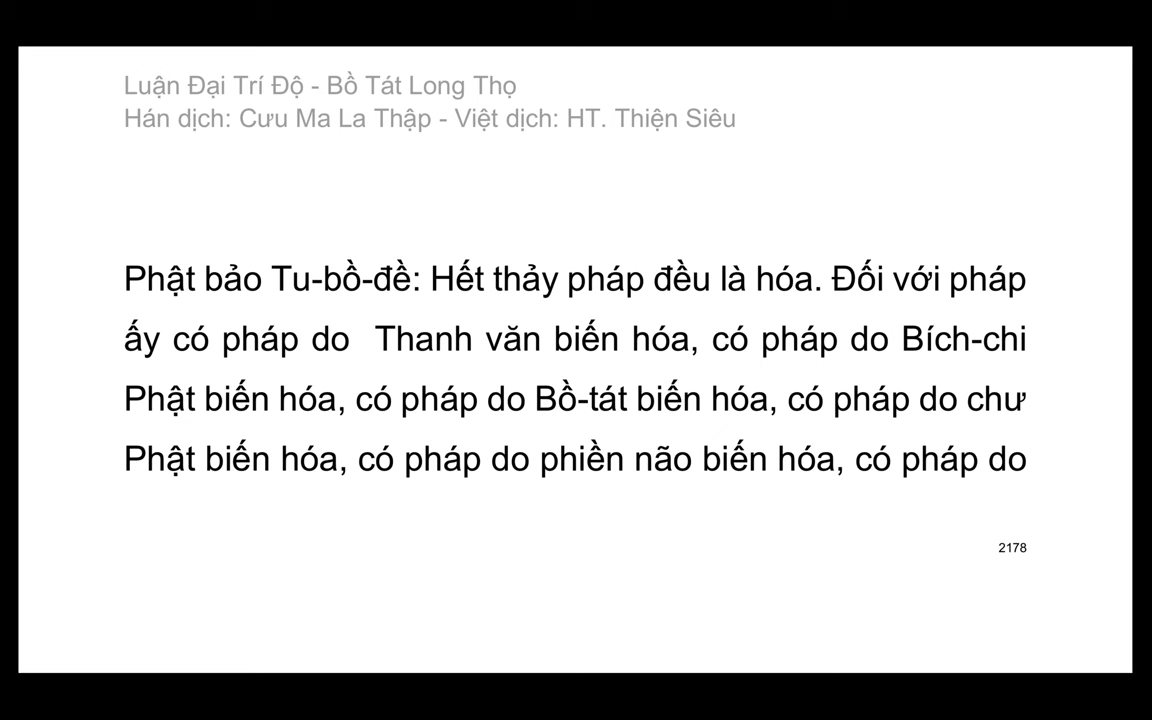 Luận Đại Trí Độ - Bồ Tát Long Thọ
Hán dịch: Cưu Ma La Thập - Việt dịch: HT. Thiện Siêu
Phật bảo Tu-bồ-đề: Hết thảy pháp đều là hóa. Đối với pháp
ấy có pháp do  Thanh văn biến hóa, có pháp do Bích-chi
Phật biến hóa, có pháp do Bồ-tát biến hóa, có pháp do chư
Phật biến hóa, có pháp do phiền não biến hóa, có pháp do
2178